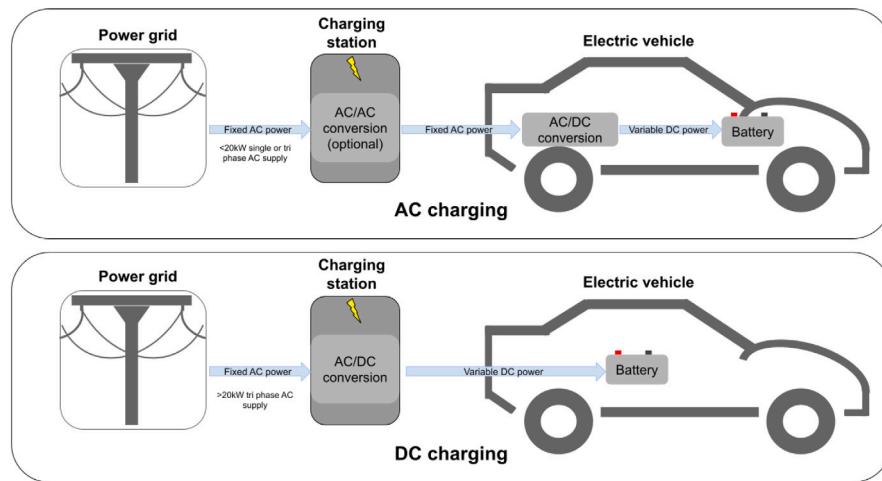 Power grid
Charging
station
Electric vehicle
Fixed AC power
<20kW single or tri
phase AC supply
AC/AC
conversion
(optional)
Fixed AC power
AC/DC
conversion
Variable DC power
Battery
AC charging
Power grid
Charging
station
Electric vehicle
Fixed AC power
>20kW tri phase AC
supply
AC/DC
conversion
Variable DC power
Battery
DC charging